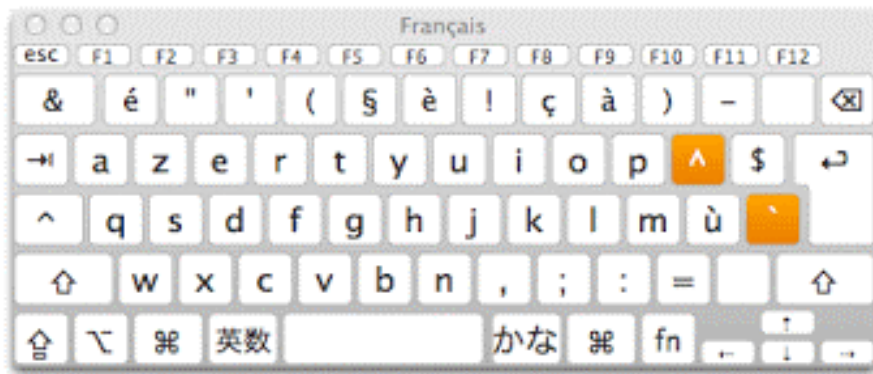 Français
esc F1 F2 F3 F4 F5 F6 F7 F8 F9 F10 F11 F12
& é " ' ( § è ! ç à ) - ⌫
⇥ a z e r t y u i o p ^ $ ↩
^ q s d f g h j k l m ù `
⇧ w x c v b n , ; : = ⇧
⇪ ⌥ ⌘ 英数 かな ⌘ fn ← ↑ ↓ →